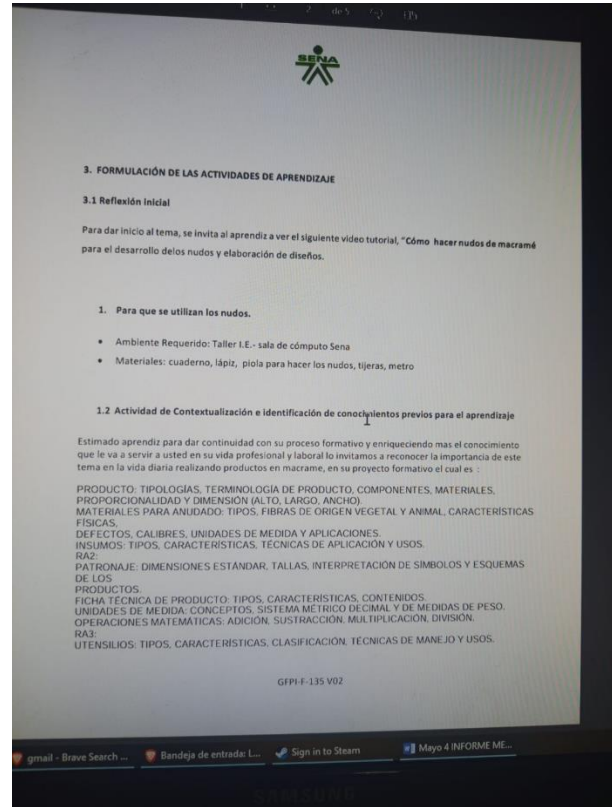 de 5
SENA
3. FORMULACIÓN DE LAS ACTIVIDADES DE APRENDIZAJE
3.1 Reflexión inicial
Para dar inicio al tema, se invita al aprendiz a ver el siguiente video tutorial, "Cómo hacer nudos de macramé
para el desarrollo delos nudos y elaboración de diseños.
1. Para que se utilizan los nudos.
• Ambiente Requerido: Taller I.E.- sala de cómputo Sena
• Materiales: cuaderno, lápiz, piola para hacer los nudos, tijeras, metro
1.2 Actividad de Contextualización e identificación de conocimientos previos para el aprendizaje
Estimado aprendiz para dar continuidad con su proceso formativo y enriqueciendo mas el conocimiento
que le va a servir a usted en su vida profesional y laboral lo invitamos a reconocer la importancia de este
tema en la vida diaria realizando productos en macrame, en su proyecto formativo el cual es :
PRODUCTO: TIPOLOGÍAS, TERMINOLOGÍA DE PRODUCTO, COMPONENTES, MATERIALES,
PROPORCIONALIDAD Y DIMENSIÓN (ALTO, LARGO, ANCHO).
MATERIALES PARA ANUDADO: TIPOS, FIBRAS DE ORIGEN VEGETAL Y ANIMAL, CARACTERÍSTICAS
FÍSICAS,
DEFECTOS, CALIBRES, UNIDADES DE MEDIDA Y APLICACIONES.
INSUMOS: TIPOS, CARACTERÍSTICAS, TÉCNICAS DE APLICACIÓN Y USOS.
RA2:
PATRONAJE: DIMENSIONES ESTÁNDAR, TALLAS, INTERPRETACIÓN DE SÍMBOLOS Y ESQUEMAS
DE LOS
PRODUCTOS.
FICHA TÉCNICA DE PRODUCTO: TIPOS, CARACTERÍSTICAS, CONTENIDOS.
UNIDADES DE MEDIDA: CONCEPTOS, SISTEMA MÉTRICO DECIMAL Y DE MEDIDAS DE PESO.
OPERACIONES MATEMÁTICAS: ADICIÓN, SUSTRACCIÓN, MULTIPLICACIÓN, DIVISIÓN.
RA3:
UTENSILIOS: TIPOS, CARACTERÍSTICAS, CLASIFICACIÓN, TÉCNICAS DE MANEJO Y USOS.
GFPI-F-135 V02
gmail - Brave Search ... Bandeja de entrada: L... Sign in to Steam Mayo 4 INFORME ME...
SAMSUNG